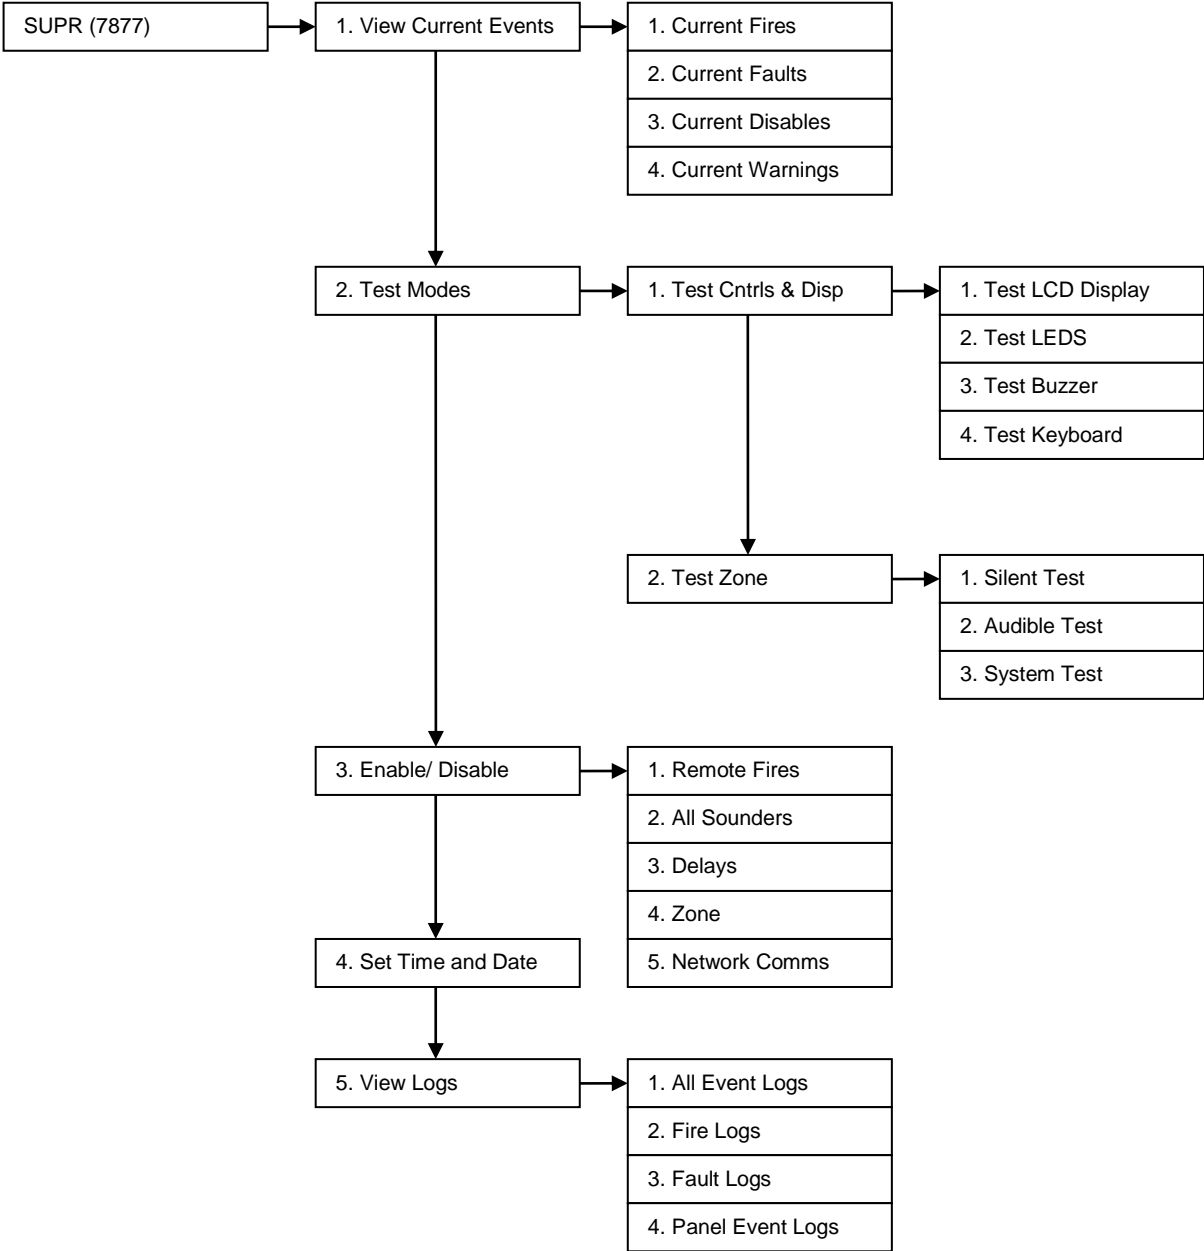 SUPR (7877)
1. View Current Events
1. Current Fires
2. Current Faults
3. Current Disables
4. Current Warnings
2. Test Modes
1. Test Cntrls & Disp
1. Test LCD Display
2. Test LEDS
3. Test Buzzer
4. Test Keyboard
2. Test Zone
1. Silent Test
2. Audible Test
3. System Test
3. Enable/ Disable
1. Remote Fires
2. All Sounders
3. Delays
4. Zone
5. Network Comms
4. Set Time and Date
5. View Logs
1. All Event Logs
2. Fire Logs
3. Fault Logs
4. Panel Event Logs